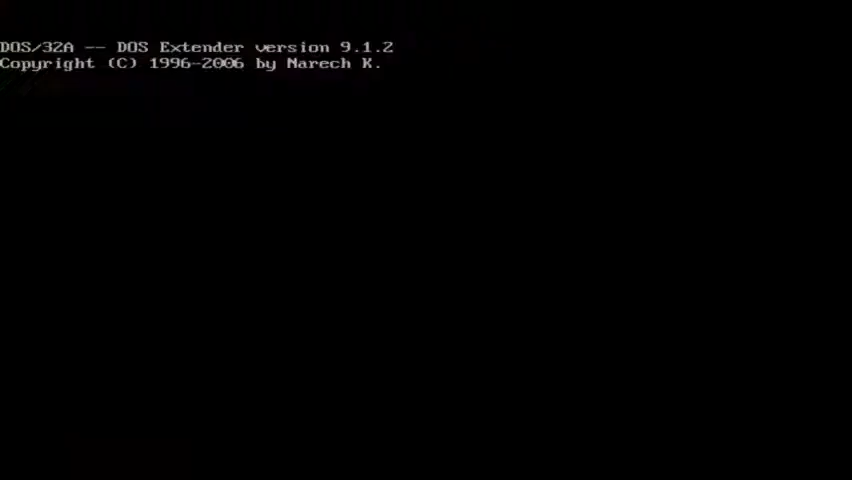 DOS/32A -- DOS Extender version 9.1.2
Copyright (C) 1996-2006 by Narech K.